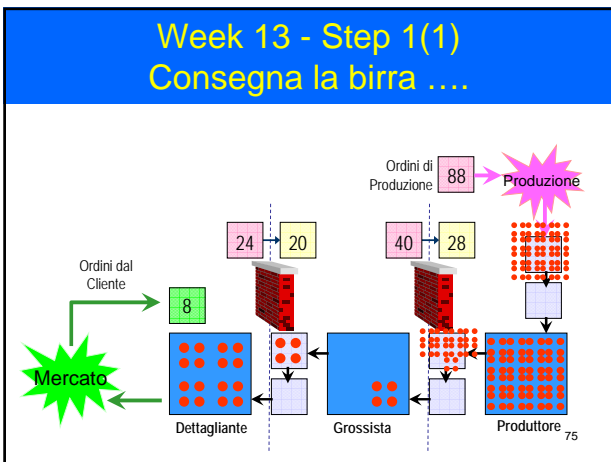 Week 13 - Step 1(1)
Consegna la birra ….
Ordini di
Produzione
88
Produzione
24
20
40
28
Ordini dal
Cliente
8
Mercato
Dettagliante
Grossista
Produttore
75